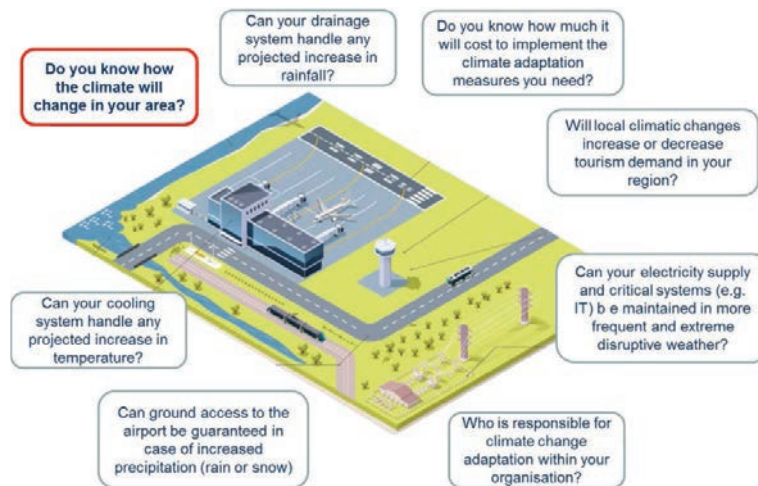 Can your drainage
system handle any
projected increase in
rainfall?
Do you know how much it
will cost to implement the
climate adaptation
measures you need?
Do you know how
the climate will
change in your area?
Will local climatic changes
increase or decrease
tourism demand in your
region?
Can your electricity supply
and critical systems (e.g.
IT) b e maintained in more
frequent and extreme
disruptive weather?
Can your cooling
system handle any
projected increase in
temperature?
Can ground access to the
airport be guaranteed in
case of increased
precipitation (rain or snow)
Who is responsible for
climate change
adaptation within your
organisation?